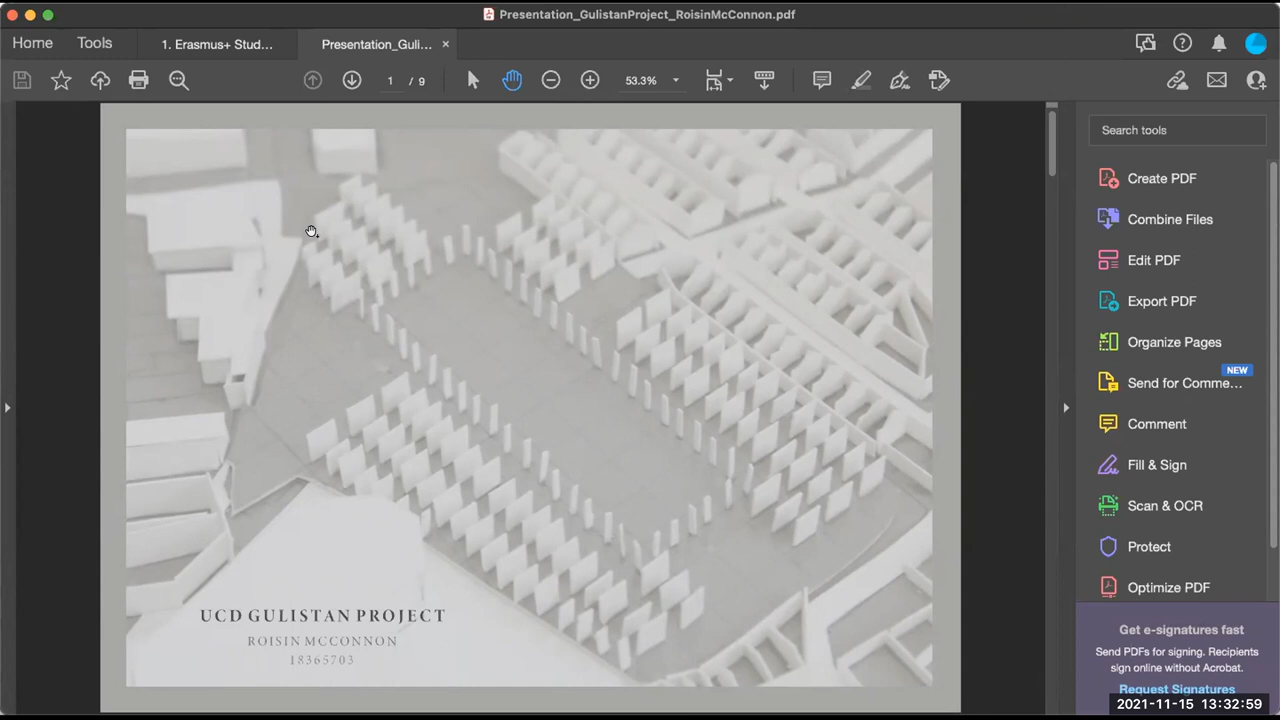 Presentation_GulistanProject_RoisinMcConnon.pdf
Home
Tools
1. Erasmus+ Stud...
Presentation_Guli...
×
1 / 9
53.3%
Search tools
Create PDF
Combine Files
Edit PDF
Export PDF
Organize Pages
NEW
Send for Comme...
Comment
Fill & Sign
Scan & OCR
Protect
Optimize PDF
UCD GULISTAN PROJECT
ROISIN MCCONNON
18365703
Get e-signatures fast
Send PDFs for signing. Recipients
sign online without Acrobat.
Request Signatures
2021-11-15 13:32:59